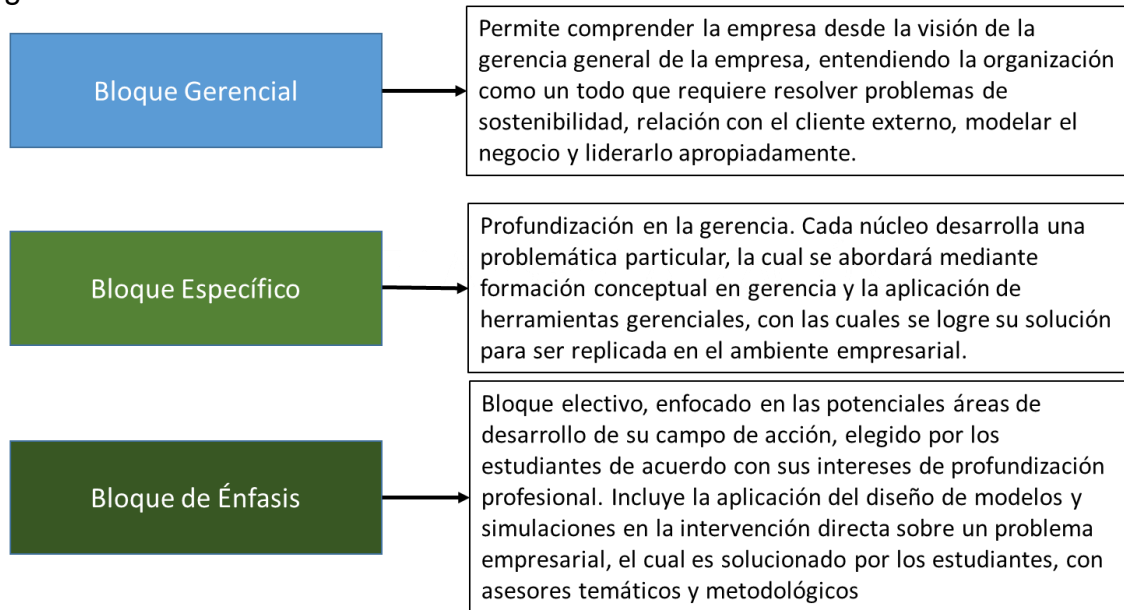 Bloque Gerencial
Permite comprender la empresa desde la visión de la
gerencia general de la empresa, entendiendo la organización
como un todo que requiere resolver problemas de
sostenibilidad, relación con el cliente externo, modelar el
negocio y liderarlo apropiadamente.
Bloque Específico
Profundización en la gerencia. Cada núcleo desarrolla una
problemática particular, la cual se abordará mediante
formación conceptual en gerencia y la aplicación de
herramientas gerenciales, con las cuales se logre su solución
para ser replicada en el ambiente empresarial.
Bloque de Énfasis
Bloque electivo, enfocado en las potenciales áreas de
desarrollo de su campo de acción, elegido por los
estudiantes de acuerdo con sus intereses de profundización
profesional. Incluye la aplicación del diseño de modelos y
simulaciones en la intervención directa sobre un problema
empresarial, el cual es solucionado por los estudiantes, con
asesores temáticos y metodológicos